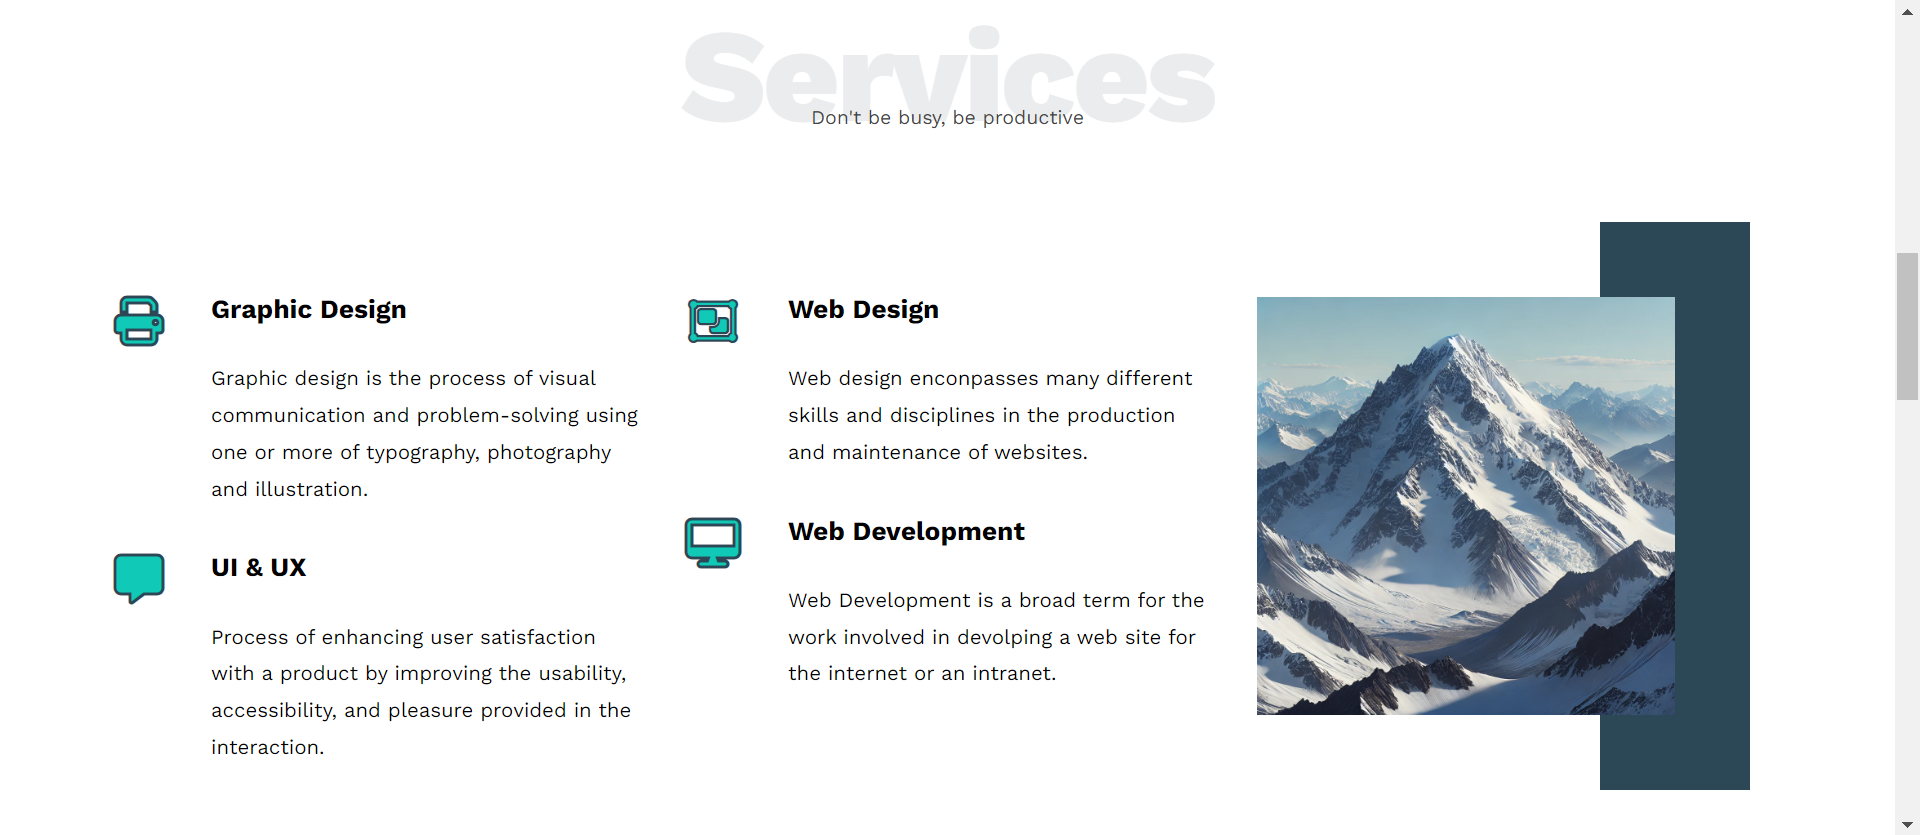 Services
Don't be busy, be productive
Graphic Design
Graphic design is the process of visual
communication and problem-solving using
one or more of typography, photography
and illustration.
UI & UX
Process of enhancing user satisfaction
with a product by improving the usability,
accessibility, and pleasure provided in the
interaction.
Web Design
Web design enconpasses many different
skills and disciplines in the production
and maintenance of websites.
Web Development
Web Development is a broad term for the
work involved in devolping a web site for
the internet or an intranet.